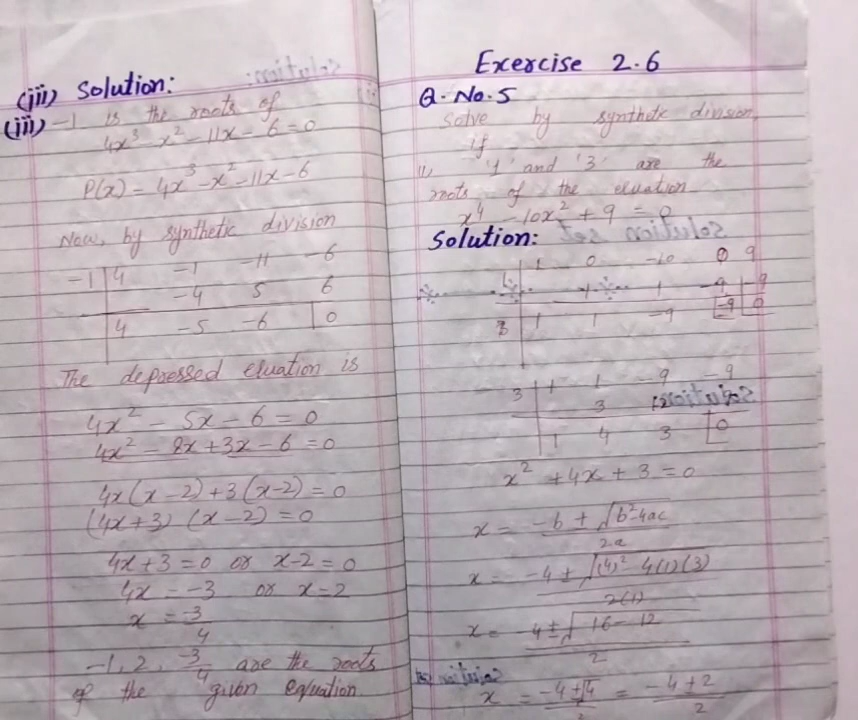 (iii) Solution:
(iii) -1 is the roots of
4x³ - x² - 11x - 6 = 0
P(x) = 4x³ - x² - 11x - 6
Now, by synthetic division
-1 | 4 -1 -11 -6
-4 5 6
4 -5 -6 | 0
The depressed equation is
4x² - 5x - 6 = 0
4x² - 8x + 3x - 6 = 0
4x(x-2) + 3(x-2) = 0
(4x+3) (x-2) = 0
4x + 3 = 0 or x-2 = 0
4x = -3 or x = 2
x = -3/4
-1, 2, -3/4 are the roots
of the given equation
Exercise 2.6
Q. No. 5
Solve by synthetic division,
if
'1' and '3' are the
roots of the equation
x⁴ - 10x² + 9 = 0
Solution:
1 0 -10 0 9
1 1 -9 | -9
3 | 1 1 -9 | -9 | 0
3 | 1 1 -9 -9
3
1 4 3 | 0
x² + 4x + 3 = 0
x = -b ± √b²-4ac / 2a
x = -4 ± √(4)² 4(1)(3) / 2(1)
x = -4 ± √16 - 12 / 2
x = -4 ± √4 = -4 ± 2 / 2